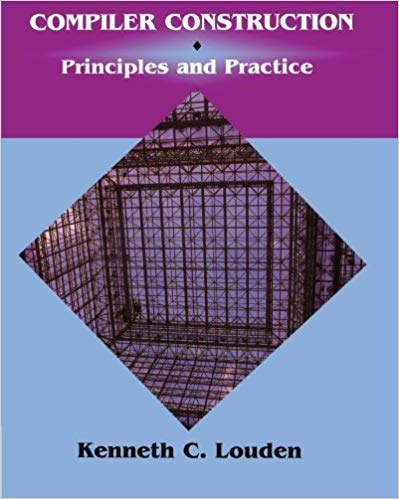 COMPILER CONSTRUCTION
Principles and Practice
Kenneth C. Louden